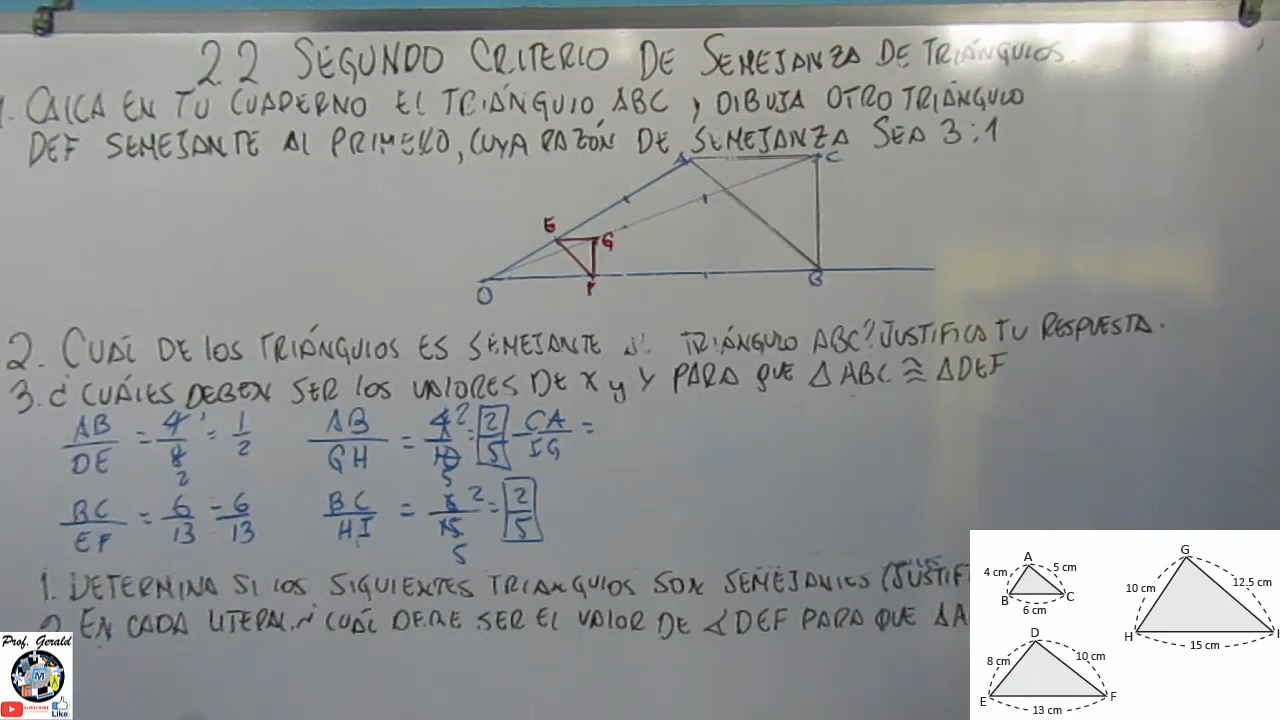 2.2 SEGUNDO CRITERIO DE SEMEJANZA DE TRIÁNGULOS.
1. CALCA EN TU CUADERNO EL TRIÁNGULO ABC y DIBUJA OTRO TRIÁNGULO
DEF SEMEJANTE AL PRIMERO, CUYA RAZÓN DE SEMEJANZA SEA 3:1
A C
E G
O F B
2. CUAL DE LOS TRIÁNGULOS ES SEMEJANTE TRIÁNGULO ABC? JUSTIFICA TU RESPUESTA.
3. ¿CUÁLES DEBEN SER LOS VALORES DE X y Y PARA QUE △ABC ≅ △DEF
AB/DE = 4/8 = 1/2 AB/GH = 4/10 = 2/5 CA/IG =
BC/EF = 6/13 = 6/13 BC/HI = 6/15 = 2/5
1. DETERMINA SI LOS SIGUIENTES TRIANGULOS SON SEMEJANTES (JUSTIF
2. EN CADA LITERAL CUÁL DEBE SER EL VALOR DE ∢DEF PARA QUE △A
A
4 cm 5 cm
B C
6 cm
G
10 cm 12.5 cm
H I
15 cm
D
8 cm 10 cm
E F
13 cm
Prof. Gerald
M
SUBSCRIBE
Like